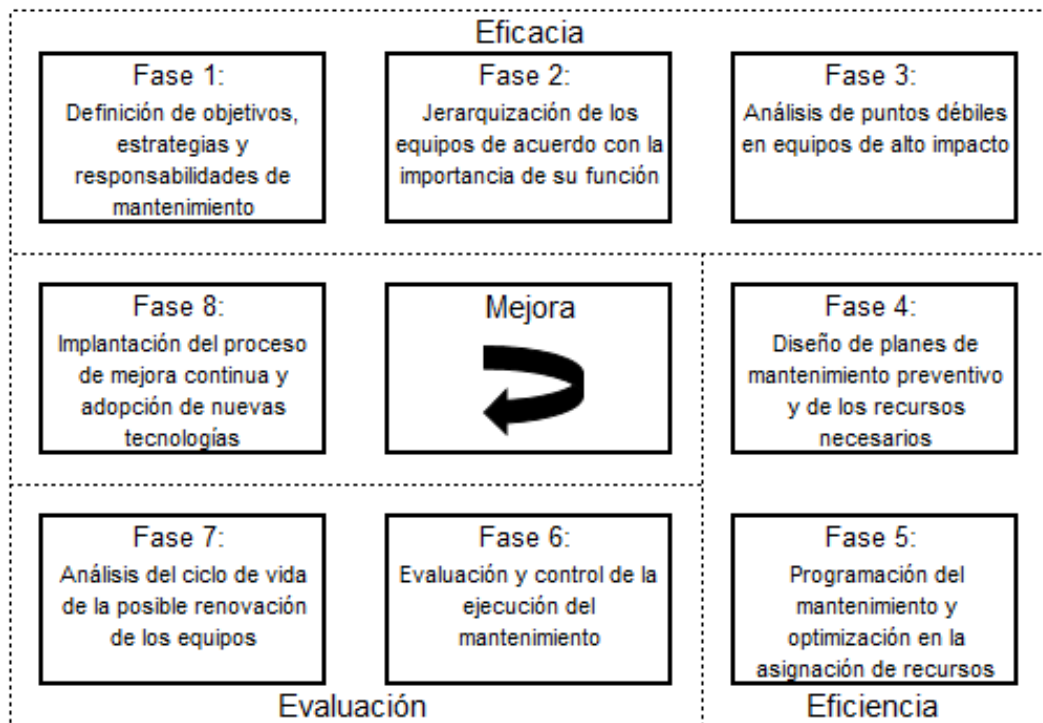 Eficacia
Fase 1:
Definición de objetivos,
estrategias y
responsabilidades de
mantenimiento
Fase 2:
Jerarquización de los
equipos de acuerdo con la
importancia de su función
Fase 3:
Análisis de puntos débiles
en equipos de alto impacto
Fase 8:
Implantación del proceso
de mejora continua y
adopción de nuevas
tecnologías
Mejora
Fase 4:
Diseño de planes de
mantenimiento preventivo
y de los recursos
necesarios
Fase 7:
Análisis del ciclo de vida
de la posible renovación
de los equipos
Fase 6:
Evaluación y control de la
ejecución del
mantenimiento
Fase 5:
Programación del
mantenimiento y
optimización en la
asignación de recursos
Evaluación
Eficiencia